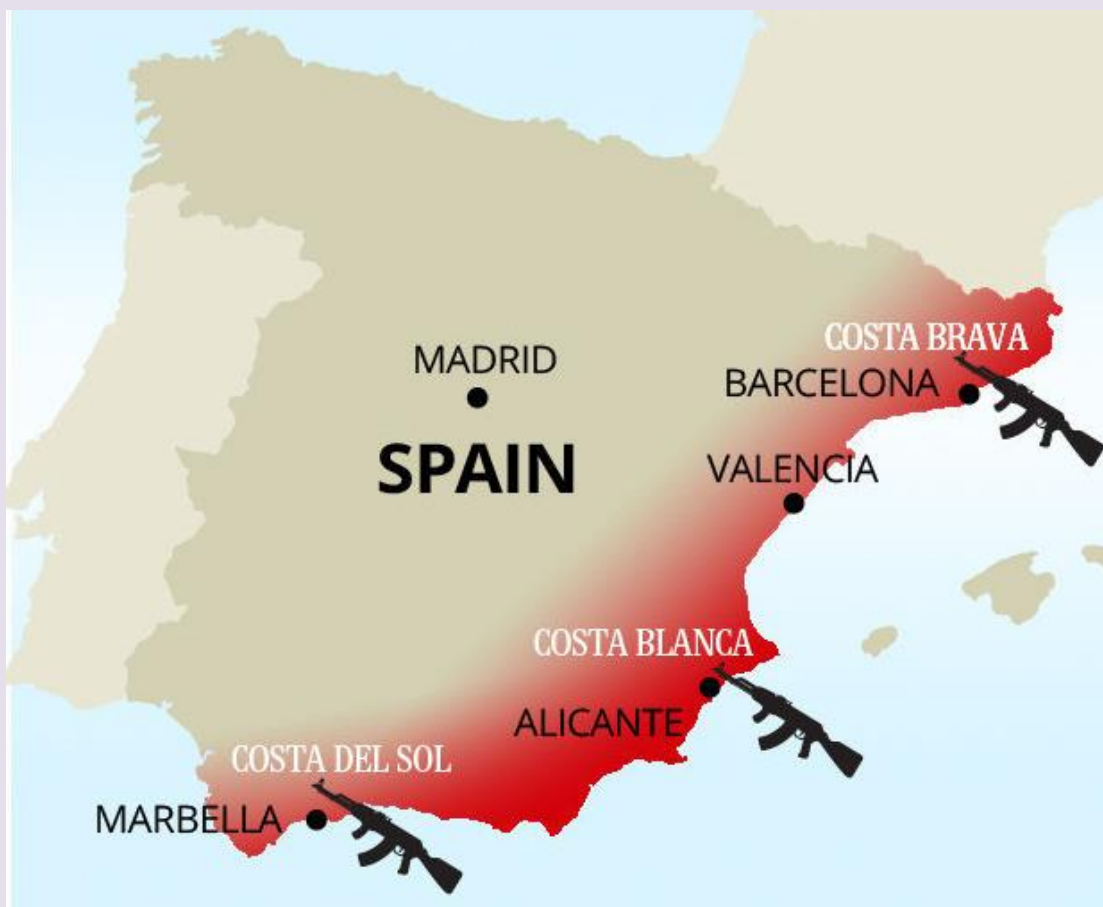 COSTA BRAVA
MADRID
BARCELONA
SPAIN
VALENCIA
COSTA BLANCA
ALICANTE
COSTA DEL SOL
MARBELLA